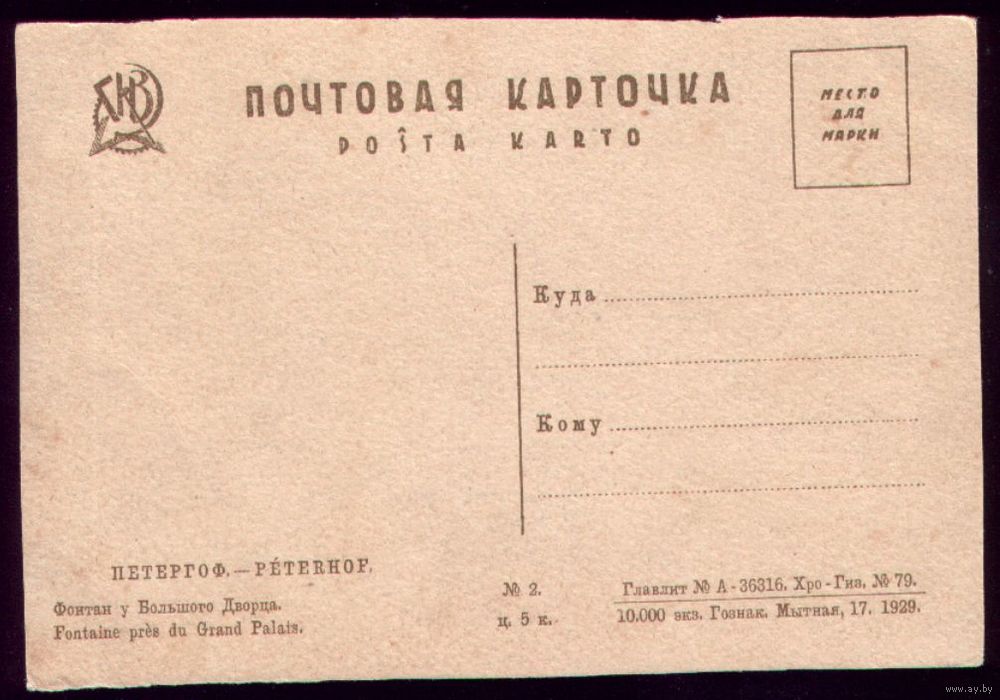 ПОЧТОВАЯ КАРТОЧКА
POŜTA KARTO
МЕСТО
ДЛЯ
МАРКИ
Куда
Кому
ПЕТЕРГОФ.—PÉTERHOF.
Фонтан у Большого Дворца.
Fontaine près du Grand Palais.
№ 2.
ц. 5 к.
Главлит № А-36316. Хро-Гиз. № 79.
10.000 экз. Гознак. Мытная, 17. 1929.
www.ay.by